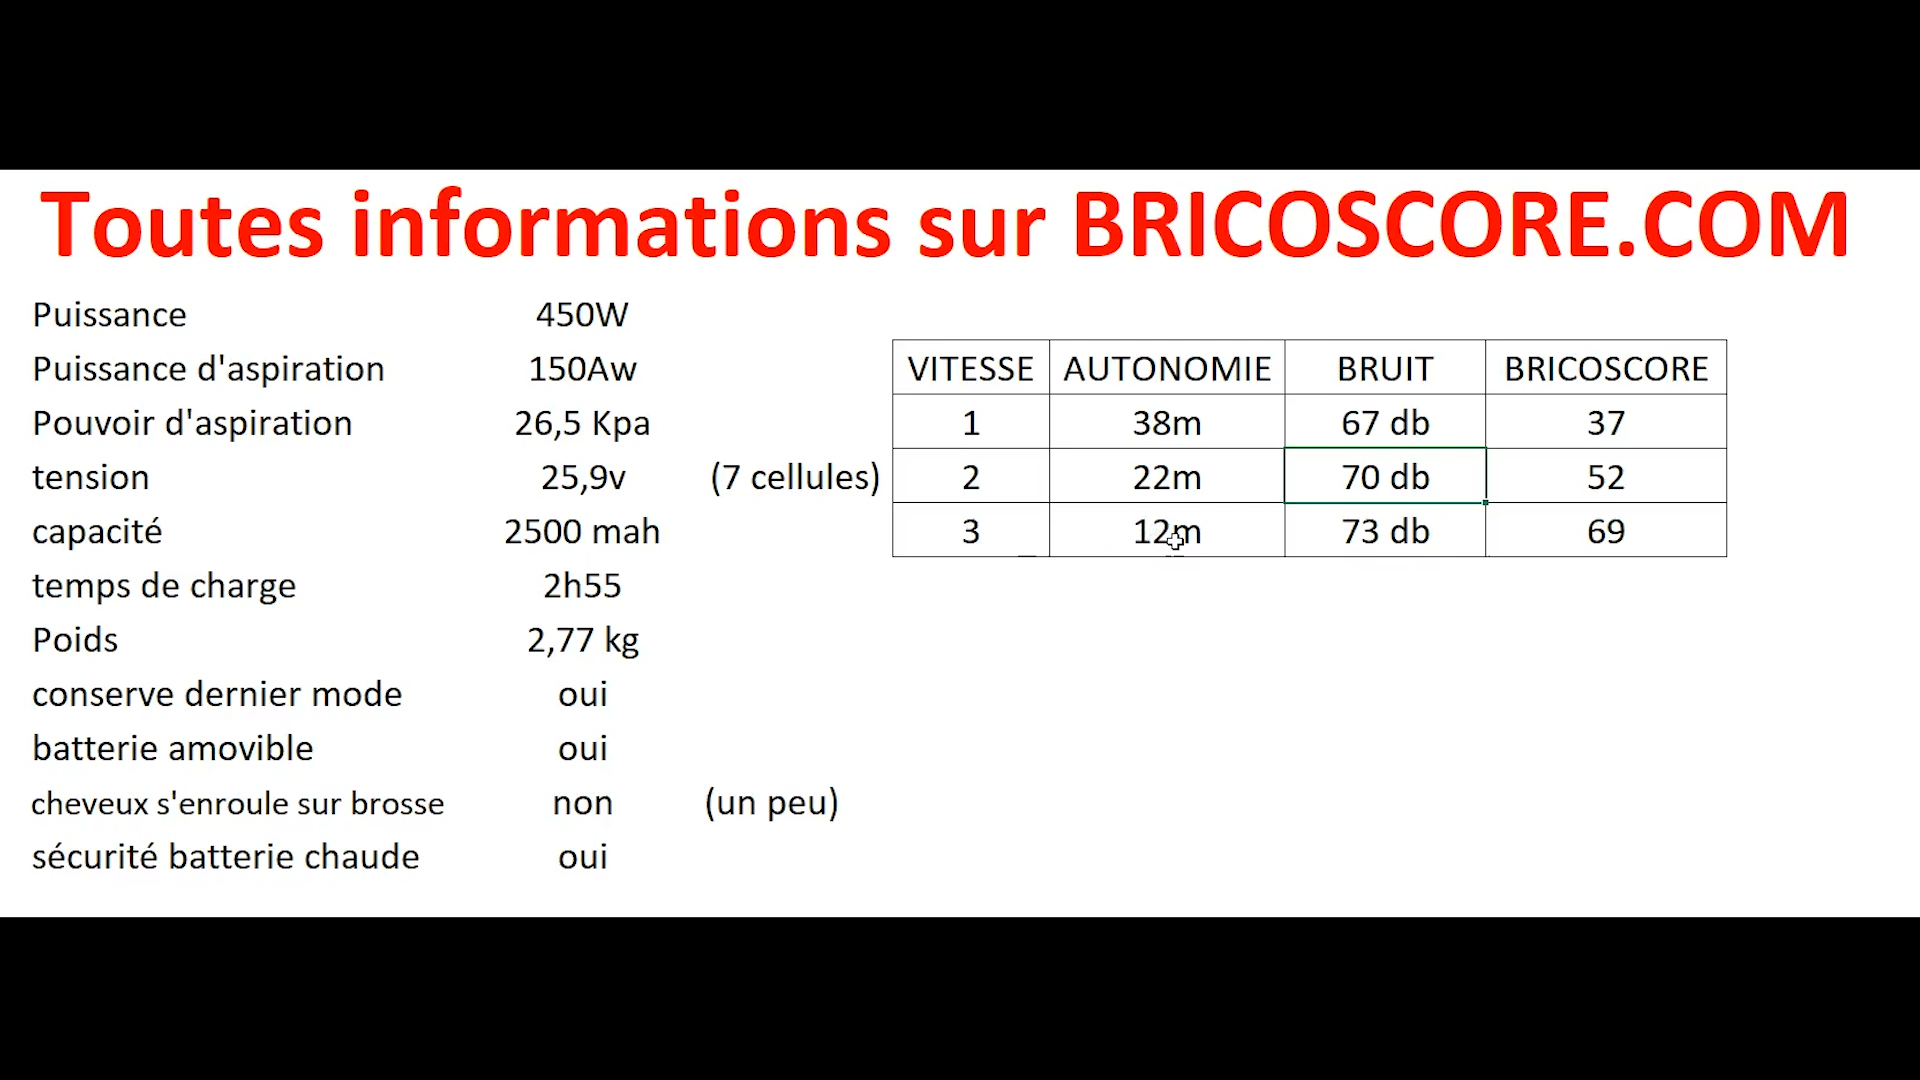 Toutes informations sur BRICOSCORE.COM
Puissance 450W
Puissance d'aspiration 150Aw
Pouvoir d'aspiration 26,5 Kpa
tension 25,9v (7 cellules)
capacité 2500 mah
temps de charge 2h55
Poids 2,77 kg
conserve dernier mode oui
batterie amovible oui
cheveux s'enroule sur brosse non (un peu)
sécurité batterie chaude oui
VITESSE AUTONOMIE BRUIT BRICOSCORE
1 38m 67 db 37
2 22m 70 db 52
3 12m 73 db 69